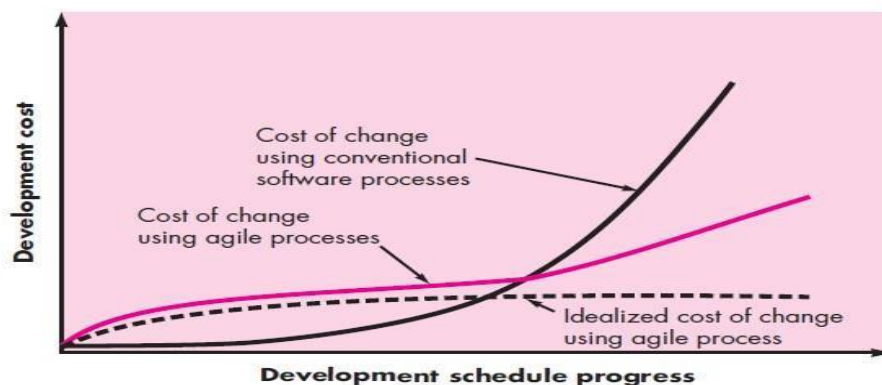 Development cost
Cost of change
using conventional
software processes
Cost of change
using agile processes
Idealized cost of change
using agile process
Development schedule progress